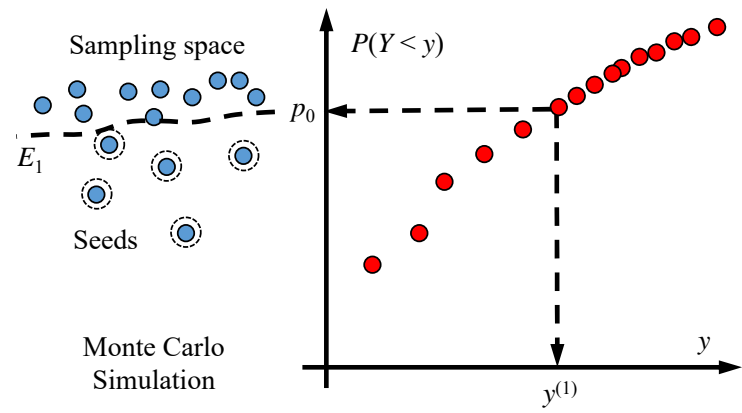 Sampling space
E₁
Seeds
Monte Carlo
Simulation
P(Y < y)
p₀
y
y⁽¹⁾